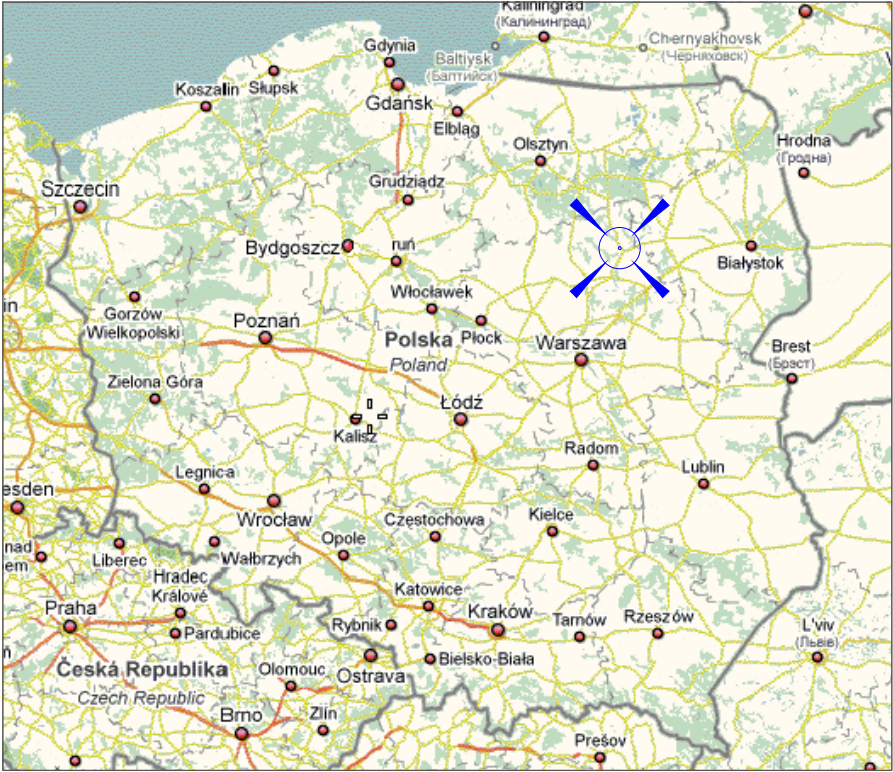 Kaliningrad
(Калининград)
Gdynia
Baltiysk
(Балтийск)
Chernyakhovsk
(Черняховск)
Koszalin
Słupsk
Gdańsk
Elbląg
Olsztyn
Hrodna
(Гродна)
Szczecin
Grudziądz
Bydgoszcz
ruń
Białystok
Włocławek
in
Gorzów
Wielkopolski
Poznań
Polska
Poland
Płock
Warszawa
Brest
(Брэст)
Zielona Góra
Łódź
Kalisz
Radom
Lublin
Legnica
esden
Wrocław
Częstochowa
Kielce
Opole
nad
em
Liberec
Wałbrzych
Hradec
Králové
Katowice
Praha
Pardubice
Rybnik
Kraków
Tarnów
Rzeszów
L'viv
(Львів)
ň
Česká Republika
Czech Republic
Olomouc
Ostrava
Bielsko-Biała
Brno
Zlín
Prešov